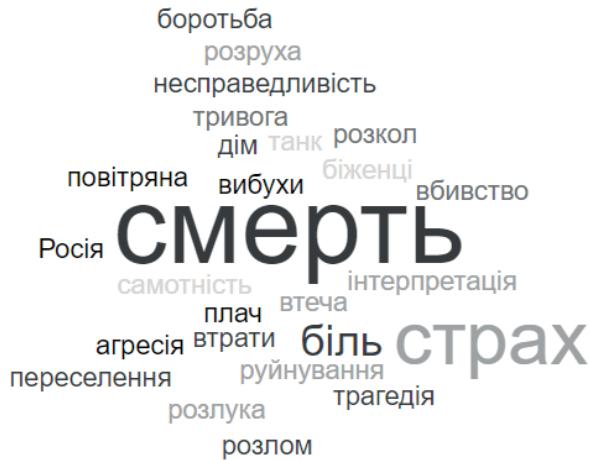 боротьба
розруха
несправедливість
тривога
дім танк розкол
повітряна вибухи біженці вбивство
смерть
Росія
самотність інтерпретація
плач втеча
агресія втрати біль страх
переселення руйнування
розлука трагедія
розлом